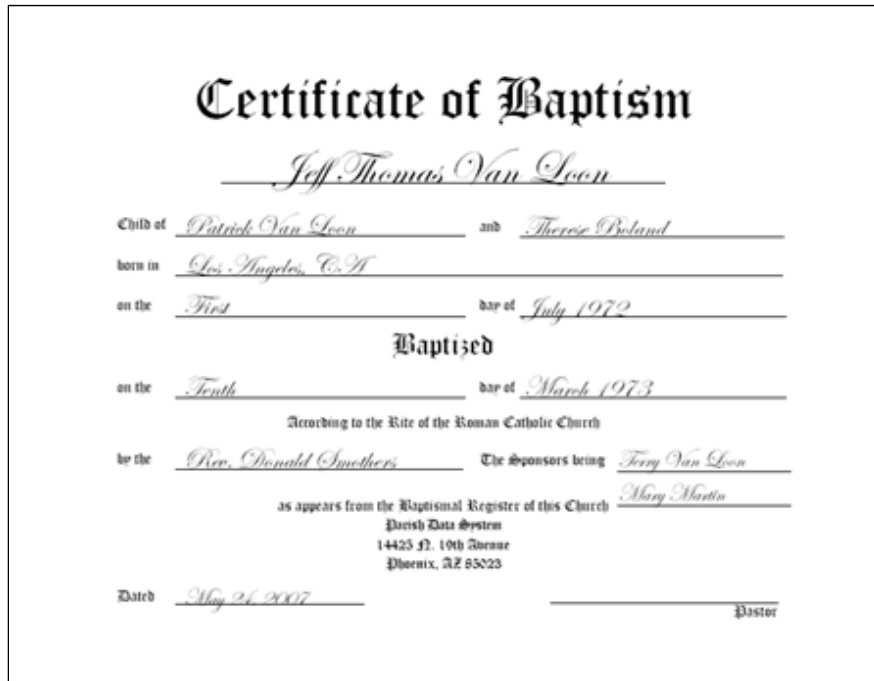 Certificate of Baptism
Jeff Thomas Van Loon
Child of Patrick Van Loon and Therese Boland
born in Los Angeles, CA
on the First day of July 1972
Baptized
on the Tenth day of March 1973
According to the Rite of the Roman Catholic Church
by the Rev. Donald Smothers The Sponsors being Terry Van Loon
Mary Martin
as appears from the Baptismal Register of this Church
Parish Data System
14425 N. 19th Avenue
Phoenix, AZ 85023
Dated May 24, 2007
Pastor